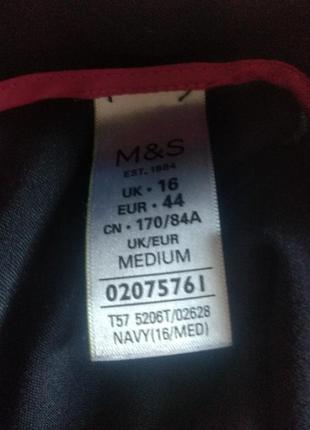 M&S
EST. 1884
UK • 16
EUR • 44
CN • 170/84A
UK/EUR
MEDIUM
02075761
T57 5206T/02628
NAVY(16/MED)